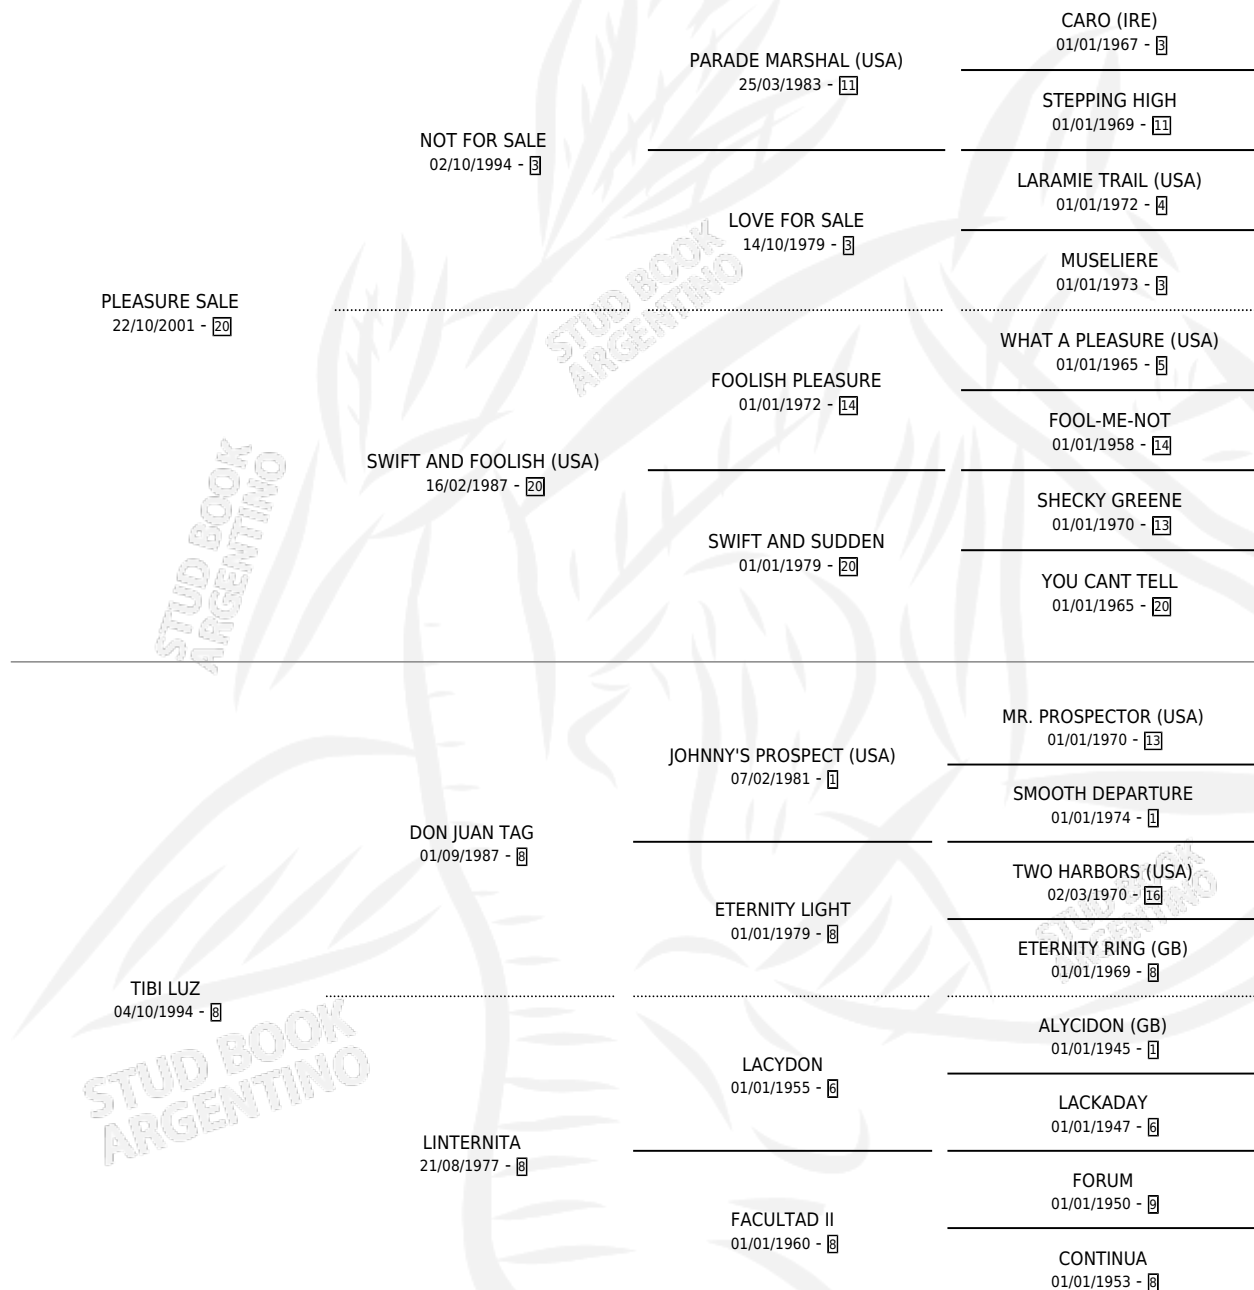 PLEASURE SALE
22/10/2001 - 20
NOT FOR SALE
02/10/1994 - 3
SWIFT AND FOOLISH (USA)
16/02/1987 - 20
PARADE MARSHAL (USA)
25/03/1983 - 11
LOVE FOR SALE
14/10/1979 - 3
FOOLISH PLEASURE
01/01/1972 - 14
SWIFT AND SUDDEN
01/01/1979 - 20
CARO (IRE)
01/01/1967 - 3
STEPPING HIGH
01/01/1969 - 11
LARAMIE TRAIL (USA)
01/01/1972 - 4
MUSELIERE
01/01/1973 - 3
WHAT A PLEASURE (USA)
01/01/1965 - 5
FOOL-ME-NOT
01/01/1958 - 14
SHECKY GREENE
01/01/1970 - 13
YOU CANT TELL
01/01/1965 - 20
STUD BOOK
ARGENTINO
STUD BOOK
ARGENTINO
TIBI LUZ
04/10/1994 - 8
DON JUAN TAG
01/09/1987 - 8
LINTERNITA
21/08/1977 - 8
JOHNNY'S PROSPECT (USA)
07/02/1981 - 1
ETERNITY LIGHT
01/01/1979 - 8
LACYDON
01/01/1955 - 6
FACULTAD II
01/01/1960 - 8
MR. PROSPECTOR (USA)
01/01/1970 - 13
SMOOTH DEPARTURE
01/01/1974 - 1
TWO HARBORS (USA)
02/03/1970 - 16
ETERNITY RING (GB)
01/01/1969 - 8
ALYCIDON (GB)
01/01/1945 - 1
LACKADAY
01/01/1947 - 6
FORUM
01/01/1950 - 9
CONTINUA
01/01/1953 - 8
STUD BOOK
ARGENTINO
STUD BOOK
ARGENTINO